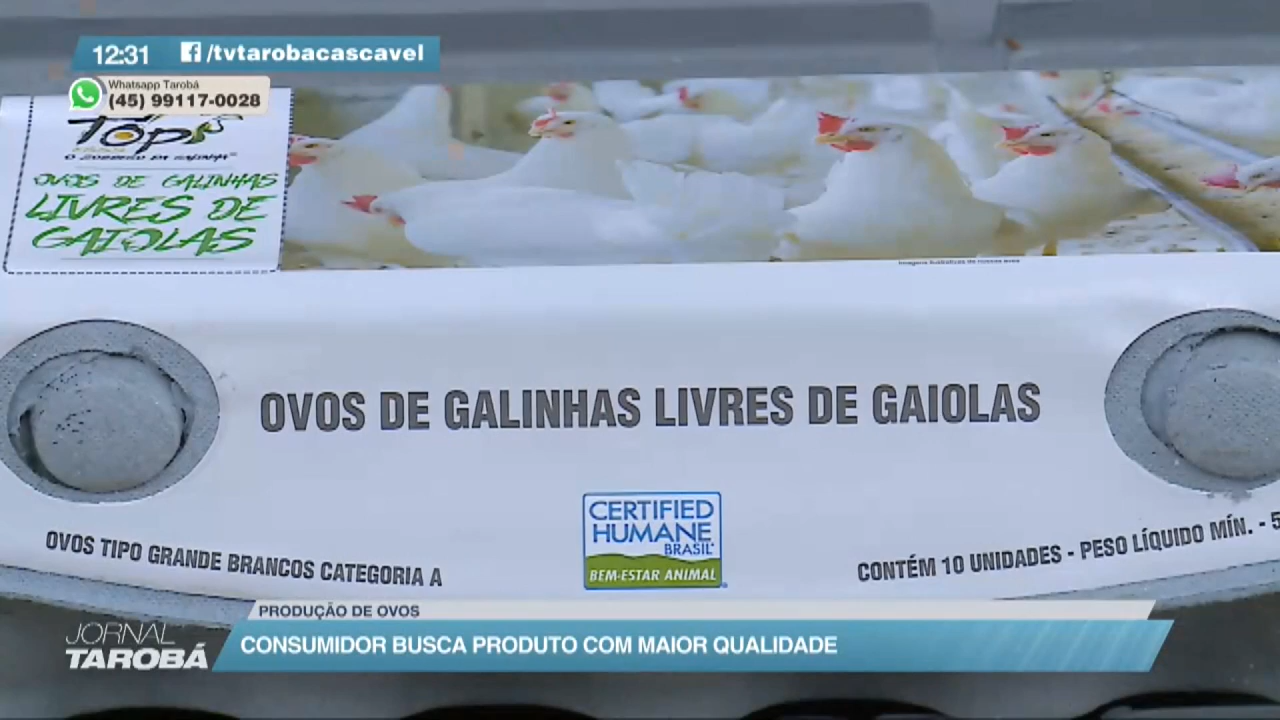 12:31 f/tvtarobacascavel
Whatsapp Tarobá
(45) 99117-0028
Top
OVOS DE GALINHAS
LIVRES DE
GAIOLAS
OVOS DE GALINHAS LIVRES DE GAIOLAS
CERTIFIED
HUMANE
BRASIL
BEM-ESTAR ANIMAL
OVOS TIPO GRANDE BRANCOS CATEGORIA A
CONTÉM 10 UNIDADES - PESO LÍQUIDO MÍN. - 5
PRODUÇÃO DE OVOS
JORNAL
TAROBÁ
CONSUMIDOR BUSCA PRODUTO COM MAIOR QUALIDADE